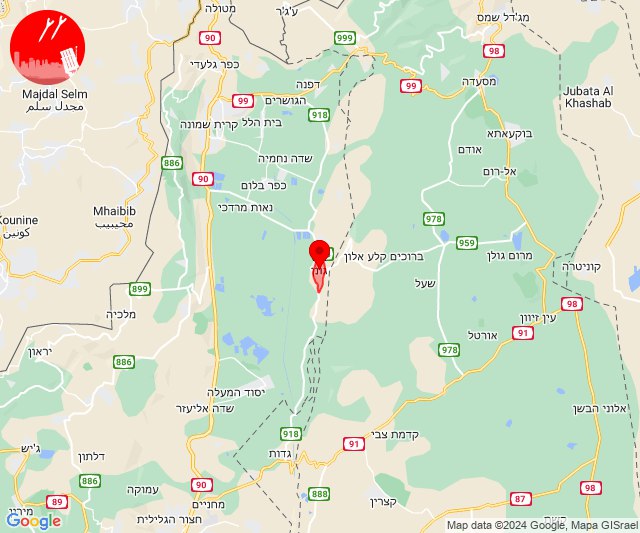 מטולה
ע'ג'ר
999
מג'דל שמס
90
98
כפר גלעדי
99
דפנה
הגושרים
99
מסעדה
Jubata Al
Khashab
Majdal Selm
مجدل سلم
918
קרית שמונה
בית הלל
בוקעאתא
אודם
886
שדה נחמיה
אל-רום
90
כפר בלום
Mhaibib
محيبيب
נאות מרדכי
978
Kounine
كونين
959
ברוכים קלע אלון
מרום גולן
קוניטרה
גונן
899
שעל
98
מלכיה
עין זיוון
91
אורטל
יראון
886
978
יסוד המעלה
שדה אליעזר
אלוני הבשן
918
קדמת צבי
91
ג'יש
דלתון
גדות
886
עמוקה
90
98
89
888
87
מחניים
קצרין
מירון
חצור הגלילית
קשת
Google
Map data ©2024 Google, Mapa GISrael